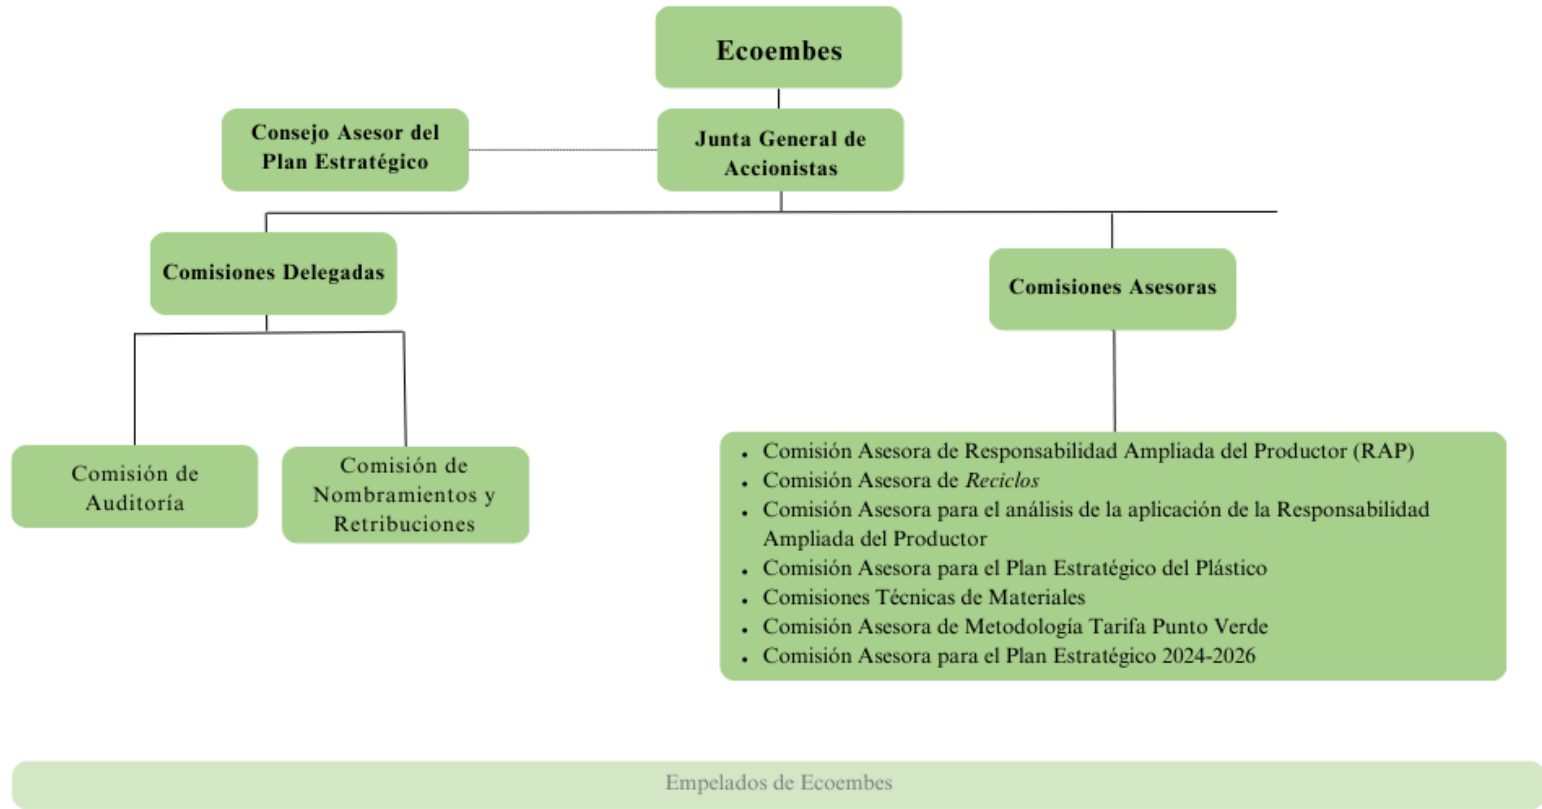 Ecoembes
Consejo Asesor del
Plan Estratégico
Junta General de
Accionistas
Comisiones Delegadas
Comisiones Asesoras
Comisión de
Auditoría
Comisión de
Nombramientos y
Retribuciones
• Comisión Asesora de Responsabilidad Ampliada del Productor (RAP)
• Comisión Asesora de Reciclos
• Comisión Asesora para el análisis de la aplicación de la Responsabilidad
Ampliada del Productor
• Comisión Asesora para el Plan Estratégico del Plástico
• Comisiones Técnicas de Materiales
• Comisión Asesora de Metodología Tarifa Punto Verde
• Comisión Asesora para el Plan Estratégico 2024-2026
Empelados de Ecoembes